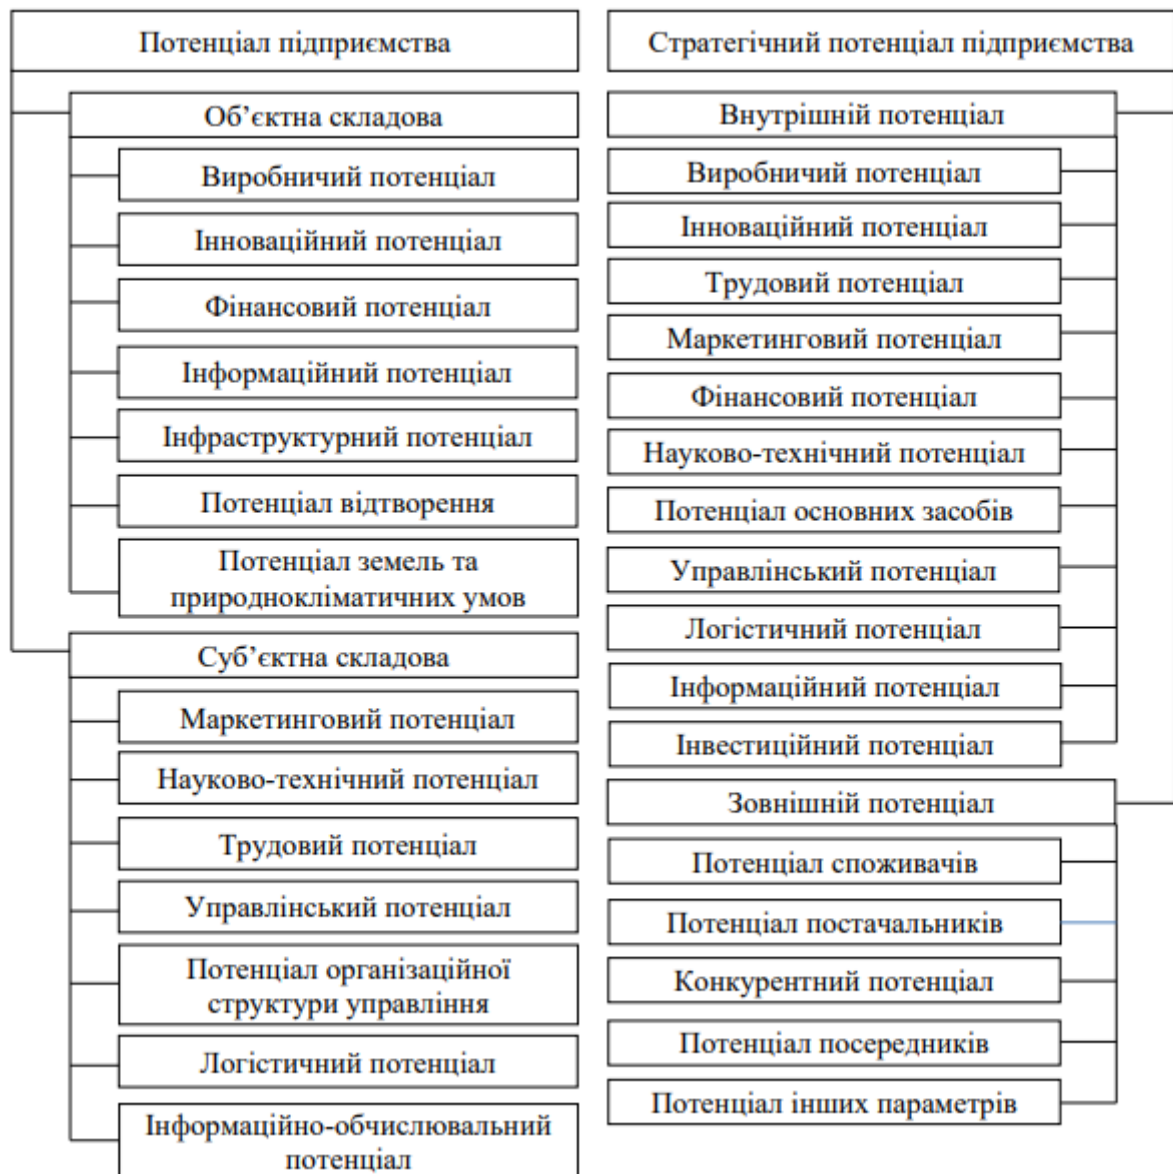 Потенціал підприємства
Об’єктна складова
Виробничий потенціал
Інноваційний потенціал
Фінансовий потенціал
Інформаційний потенціал
Інфраструктурний потенціал
Потенціал відтворення
Потенціал земель та
природнокліматичних умов
Суб’єктна складова
Маркетинговий потенціал
Науково-технічний потенціал
Трудовий потенціал
Управлінський потенціал
Потенціал організаційної
структури управління
Логістичний потенціал
Інформаційно-обчислювальний
потенціал
Стратегічний потенціал підприємства
Внутрішній потенціал
Виробничий потенціал
Інноваційний потенціал
Трудовий потенціал
Маркетинговий потенціал
Фінансовий потенціал
Науково-технічний потенціал
Потенціал основних засобів
Управлінський потенціал
Логістичний потенціал
Інформаційний потенціал
Інвестиційний потенціал
Зовнішній потенціал
Потенціал споживачів
Потенціал постачальників
Конкурентний потенціал
Потенціал посередників
Потенціал інших параметрів